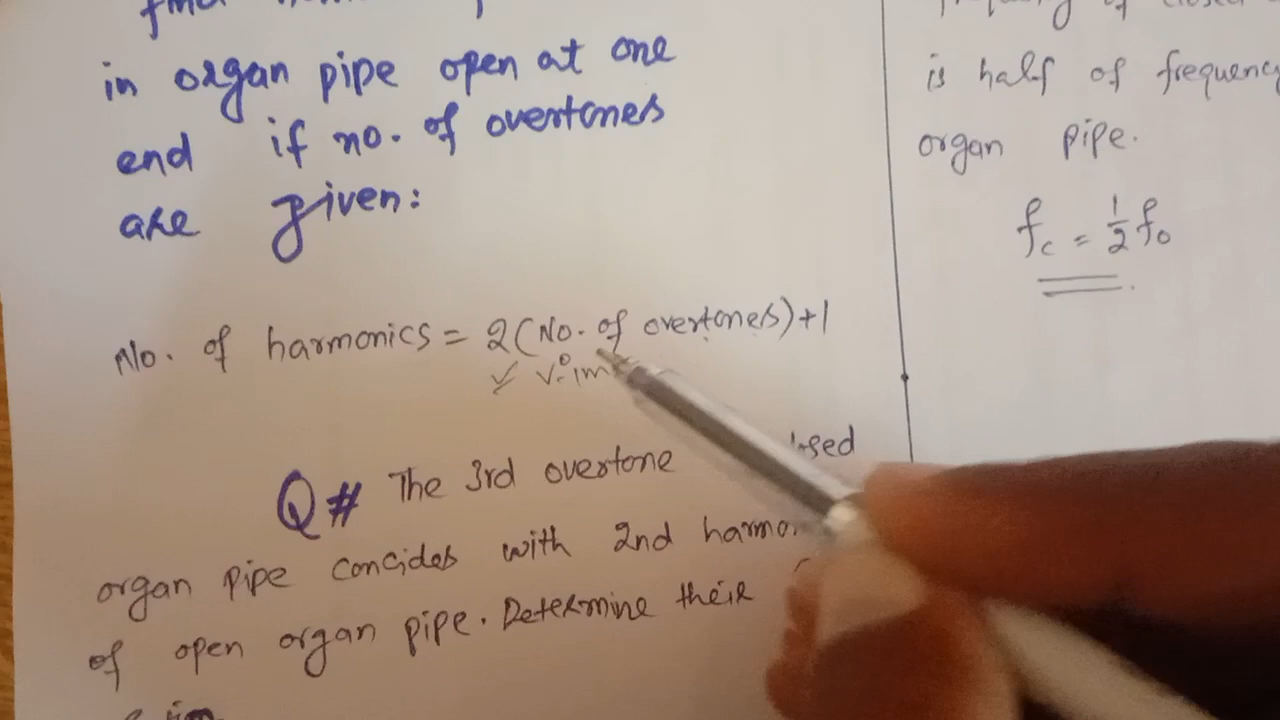 in organ pipe open at one
end if no. of overtones
are given:
No. of harmonics = 2(No. of overtones)+1
Q# The 3rd overtone
organ pipe concides with 2nd
of open organ pipe. Determine their
of closed
is half of frequency
organ pipe.
fc = 1/2 fo